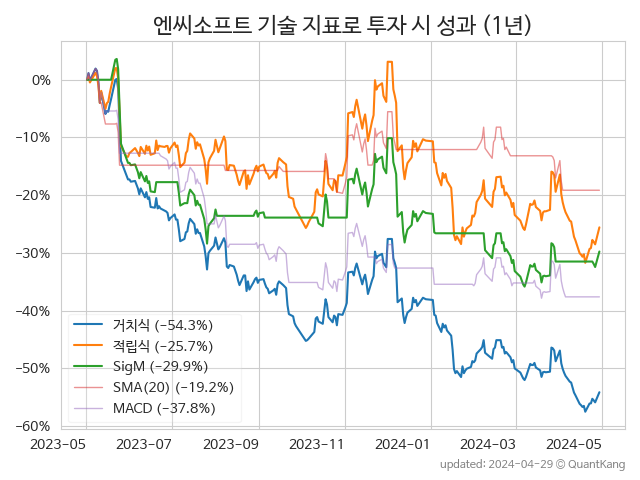 엔씨소프트 기술 지표로 투자 시 성과 (1년)
0%
−10%
−20%
−30%
−40%
−50%
−60%
거치식 (−54.3%)
적립식 (−25.7%)
SigM (−29.9%)
SMA(20) (−19.2%)
MACD (−37.8%)
2023-05 2023-07 2023-09 2023-11 2024-01 2024-03 2024-05
updated: 2024-04-29 © QuantKang